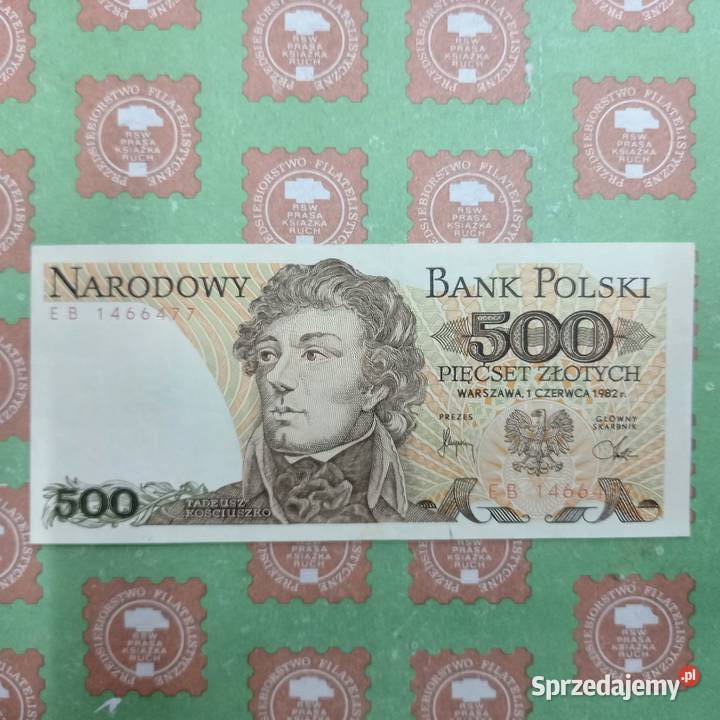 NARODOWY BANK POLSKI
EB 1466477
500
PIĘCSET ZŁOTYCH
WARSZAWA, 1 CZERWCA 1982 r.
PREZES
GŁÓWNY
SKARBNIK
EB 14664
500
TADEUSZ
KOŚCIUSZKO
PRZEDSIĘBIORSTWO FILATELISTYCZNE
RSW
PRASA
KSIĄŻKA
RUCH
Sprzedajemy.pl